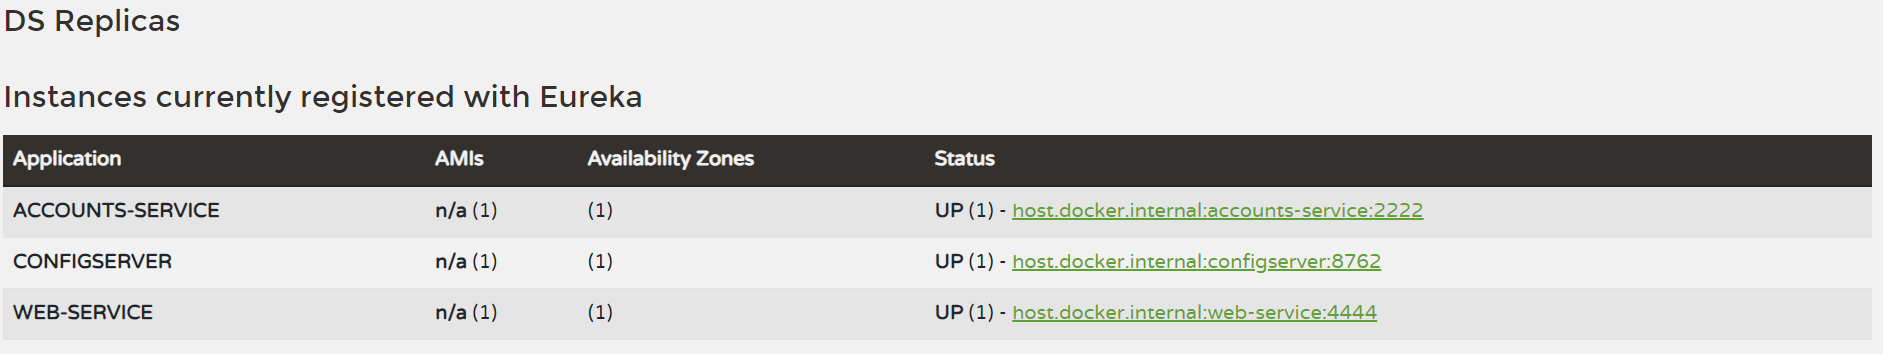 DS Replicas
Instances currently registered with Eureka
Application AMIs Availability Zones Status
ACCOUNTS-SERVICE n/a (1) (1) UP (1) - host.docker.internal:accounts-service:2222
CONFIGSERVER n/a (1) (1) UP (1) - host.docker.internal:configserver:8762
WEB-SERVICE n/a (1) (1) UP (1) - host.docker.internal:web-service:4444